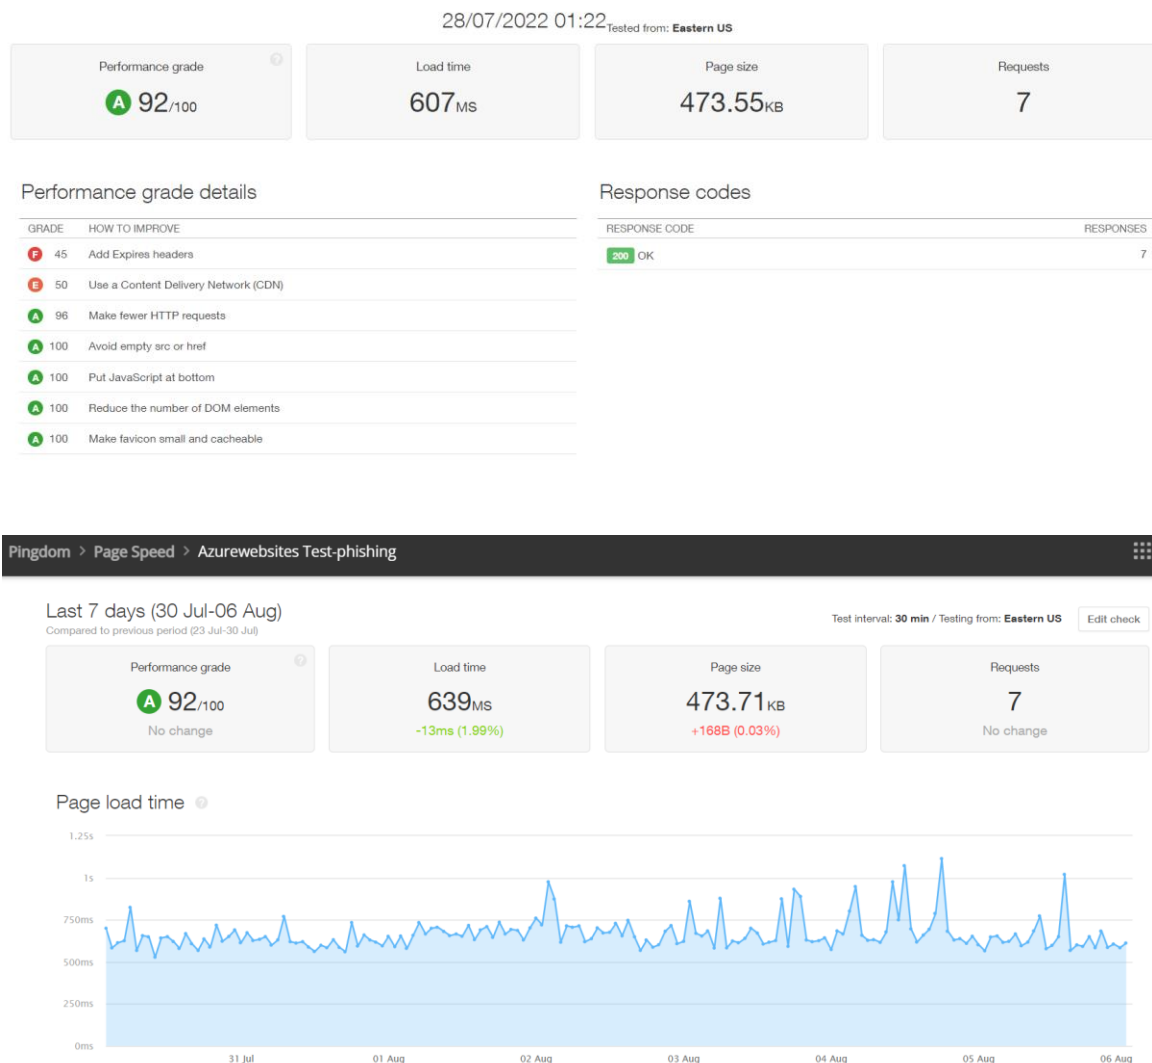 28/07/2022 01:22 Tested from: Eastern US
Performance grade ? Load time Page size Requests
A 92/100 607MS 473.55KB 7
Performance grade details Response codes
GRADE HOW TO IMPROVE RESPONSE CODE RESPONSES
F 45 Add Expires headers 200 OK 7
E 50 Use a Content Delivery Network (CDN)
A 96 Make fewer HTTP requests
A 100 Avoid empty src or href
A 100 Put JavaScript at bottom
A 100 Reduce the number of DOM elements
A 100 Make favicon small and cacheable
Pingdom > Page Speed > Azurewebsites Test-phishing
Last 7 days (30 Jul-06 Aug) Test interval: 30 min / Testing from: Eastern US Edit check
Compared to previous period (23 Jul-30 Jul)
Performance grade ? Load time Page size Requests
A 92/100 639MS 473.71KB 7
No change -13ms (1.99%) +168B (0.03%) No change
Page load time ?
1.25s
1s
750ms
500ms
250ms
0ms
31 Jul 01 Aug 02 Aug 03 Aug 04 Aug 05 Aug 06 Aug